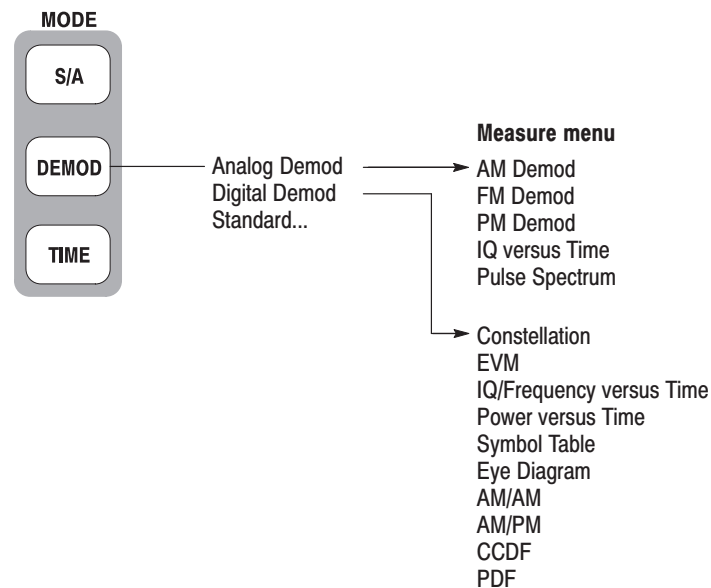 MODE
S/A
DEMOD
TIME
Analog Demod
Digital Demod
Standard...
Measure menu
AM Demod
FM Demod
PM Demod
IQ versus Time
Pulse Spectrum
Constellation
EVM
IQ/Frequency versus Time
Power versus Time
Symbol Table
Eye Diagram
AM/AM
AM/PM
CCDF
PDF